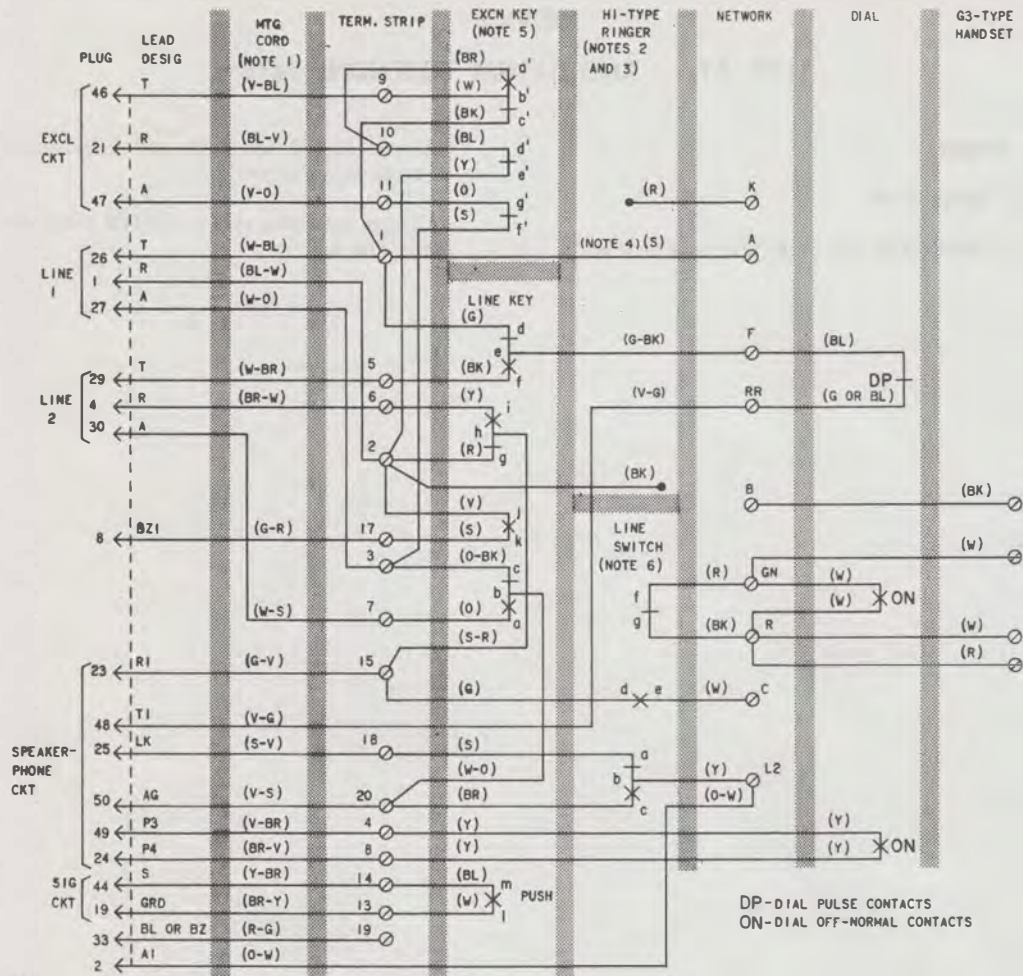 PLUG
LEAD DESIG
MTG CORD (NOTE 1)
TERM. STRIP
EXCN KEY (NOTE 5)
HI-TYPE RINGER (NOTES 2 AND 3)
NETWORK
DIAL
G3-TYPE HANDSET
(BR) a'
46 T (V-BL) 9 (W) b'
(BK) c'
EXCL CKT
21 R (BL-V) 10 (BL) d'
(Y) e'
47 A (V-O) 11 (O) g'
(S) f'
(R) K
26 T (W-BL) 1 (NOTE 4) (S) A
LINE 1
1 R (BL-W)
27 A (W-O)
LINE KEY
(G) d
e (G-BK) F (BL)
29 T (W-BR) 5 (BK) f
DP
LINE 2
4 R (BR-W) 6 (Y) i (V-G) RR (G OR BL)
30 A
h
2 (R) g
(BK)
B (BK)
(V) j
8 BZ1 (G-R) 17 (S) k
LINE SWITCH (NOTE 6)
3 (O-BK) c
(W)
b
f (R) GN (W)
(W) ON
(W-S) 7 (O) a
g (BK) R (W)
(S-R)
(R)
23 R1 (G-V) 15
(G) d e (W) C
48 T1 (V-G)
SPEAKER-PHONE CKT
25 LK (S-V) 18 (S) a
(W-O) b (Y) L2
50 AG (V-S) 20 (BR) c (O-W)
49 P3 (V-BR) 4 (Y) (Y)
24 P4 (BR-V) 8 (Y) (Y) ON
SIG CKT
44 S (Y-BR) 14 (BL) m
PUSH
19 GRD (BR-Y) 13 (W) l
33 BL OR BZ (R-G) 19
2 A1 (O-W)
DP-DIAL PULSE CONTACTS
ON-DIAL OFF-NORMAL CONTACTS